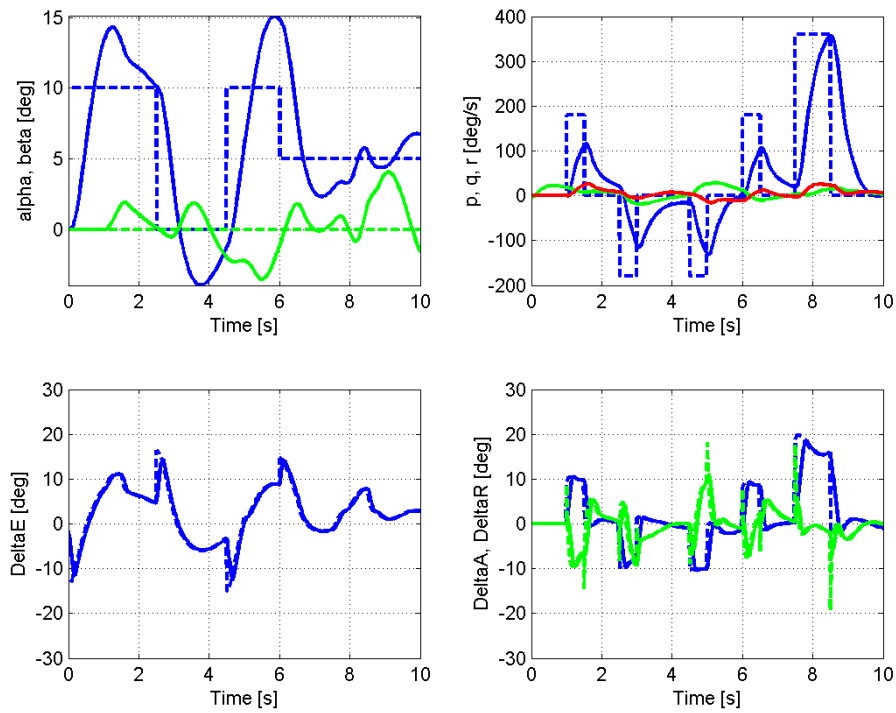 15
10
5
0
0 2 4 6 8 10
Time [s]
alpha, beta [deg]
400
300
200
100
0
-100
-200
0 2 4 6 8 10
Time [s]
p, q, r [deg/s]
30
20
10
0
-10
-20
-30
0 2 4 6 8 10
Time [s]
DeltaE [deg]
30
20
10
0
-10
-20
-30
0 2 4 6 8 10
Time [s]
DeltaA, DeltaR [deg]